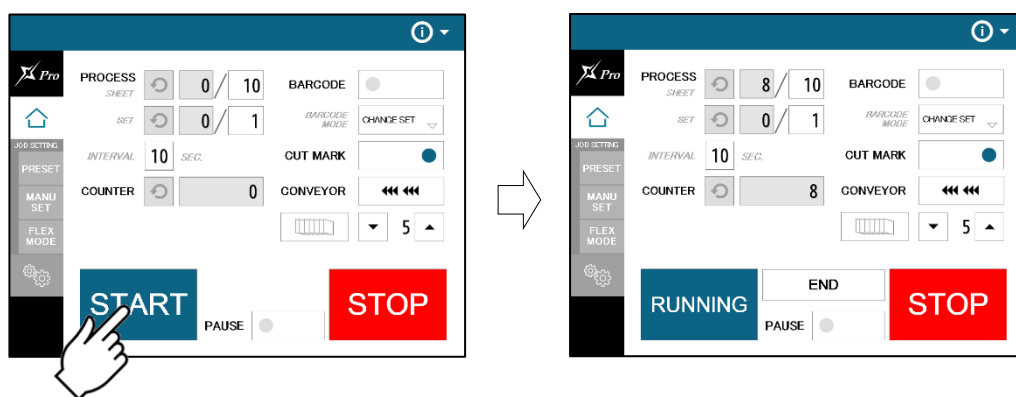 Pro
PROCESS 0 / 10 BARCODE
SHEET
SET 0 / 1 BARCODE MODE CHANGE SET
JOB SETTING
INTERVAL 10 SEC. CUT MARK
PRESET
COUNTER 0 CONVEYOR
MANU
SET
5
FLEX
MODE
START STOP
PAUSE
Pro
PROCESS 8 / 10 BARCODE
SHEET
SET 0 / 1 BARCODE MODE CHANGE SET
JOB SETTING
INTERVAL 10 SEC. CUT MARK
PRESET
COUNTER 8 CONVEYOR
MANU
SET
5
FLEX
MODE
END
RUNNING STOP
PAUSE